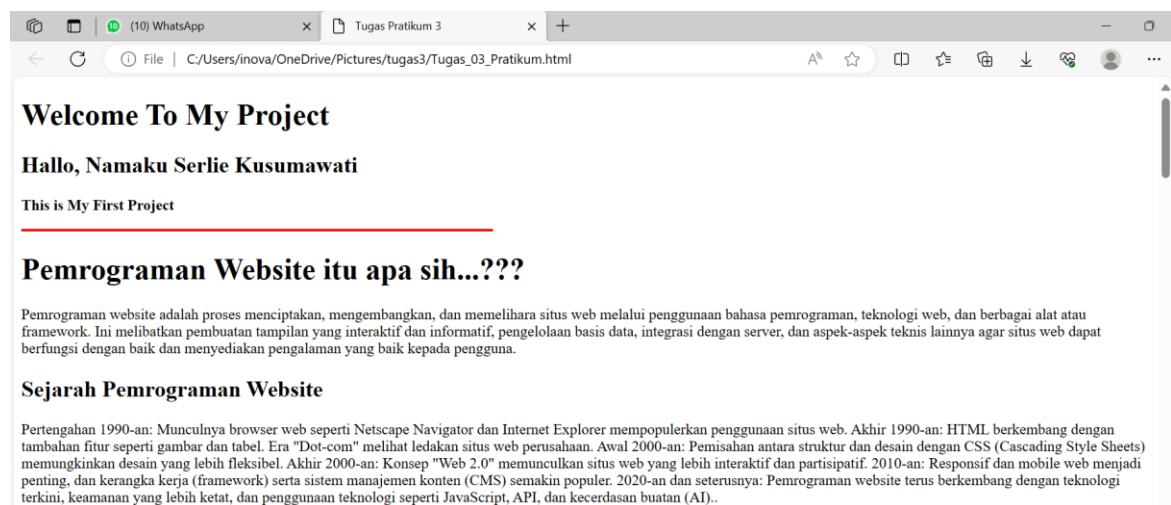 (10) WhatsApp
Tugas Pratikum 3
File | C:/Users/inova/OneDrive/Pictures/tugas3/Tugas_03_Pratikum.html
Welcome To My Project
Hallo, Namaku Serlie Kusumawati
This is My First Project
Pemrograman Website itu apa sih...???
Pemrograman website adalah proses menciptakan, mengembangkan, dan memelihara situs web melalui penggunaan bahasa pemrograman, teknologi web, dan berbagai alat atau
framework. Ini melibatkan pembuatan tampilan yang interaktif dan informatif, pengelolaan basis data, integrasi dengan server, dan aspek-aspek teknis lainnya agar situs web dapat
berfungsi dengan baik dan menyediakan pengalaman yang baik kepada pengguna.
Sejarah Pemrograman Website
Pertengahan 1990-an: Munculnya browser web seperti Netscape Navigator dan Internet Explorer mempopulerkan penggunaan situs web. Akhir 1990-an: HTML berkembang dengan
tambahan fitur seperti gambar dan tabel. Era "Dot-com" melihat ledakan situs web perusahaan. Awal 2000-an: Pemisahan antara struktur dan desain dengan CSS (Cascading Style Sheets)
memungkinkan desain yang lebih fleksibel. Akhir 2000-an: Konsep "Web 2.0" memunculkan situs web yang lebih interaktif dan partisipatif. 2010-an: Responsif dan mobile web menjadi
penting, dan kerangka kerja (framework) serta sistem manajemen konten (CMS) semakin populer. 2020-an dan seterusnya: Pemrograman website terus berkembang dengan teknologi
terkini, keamanan yang lebih ketat, dan penggunaan teknologi seperti JavaScript, API, dan kecerdasan buatan (AI)..